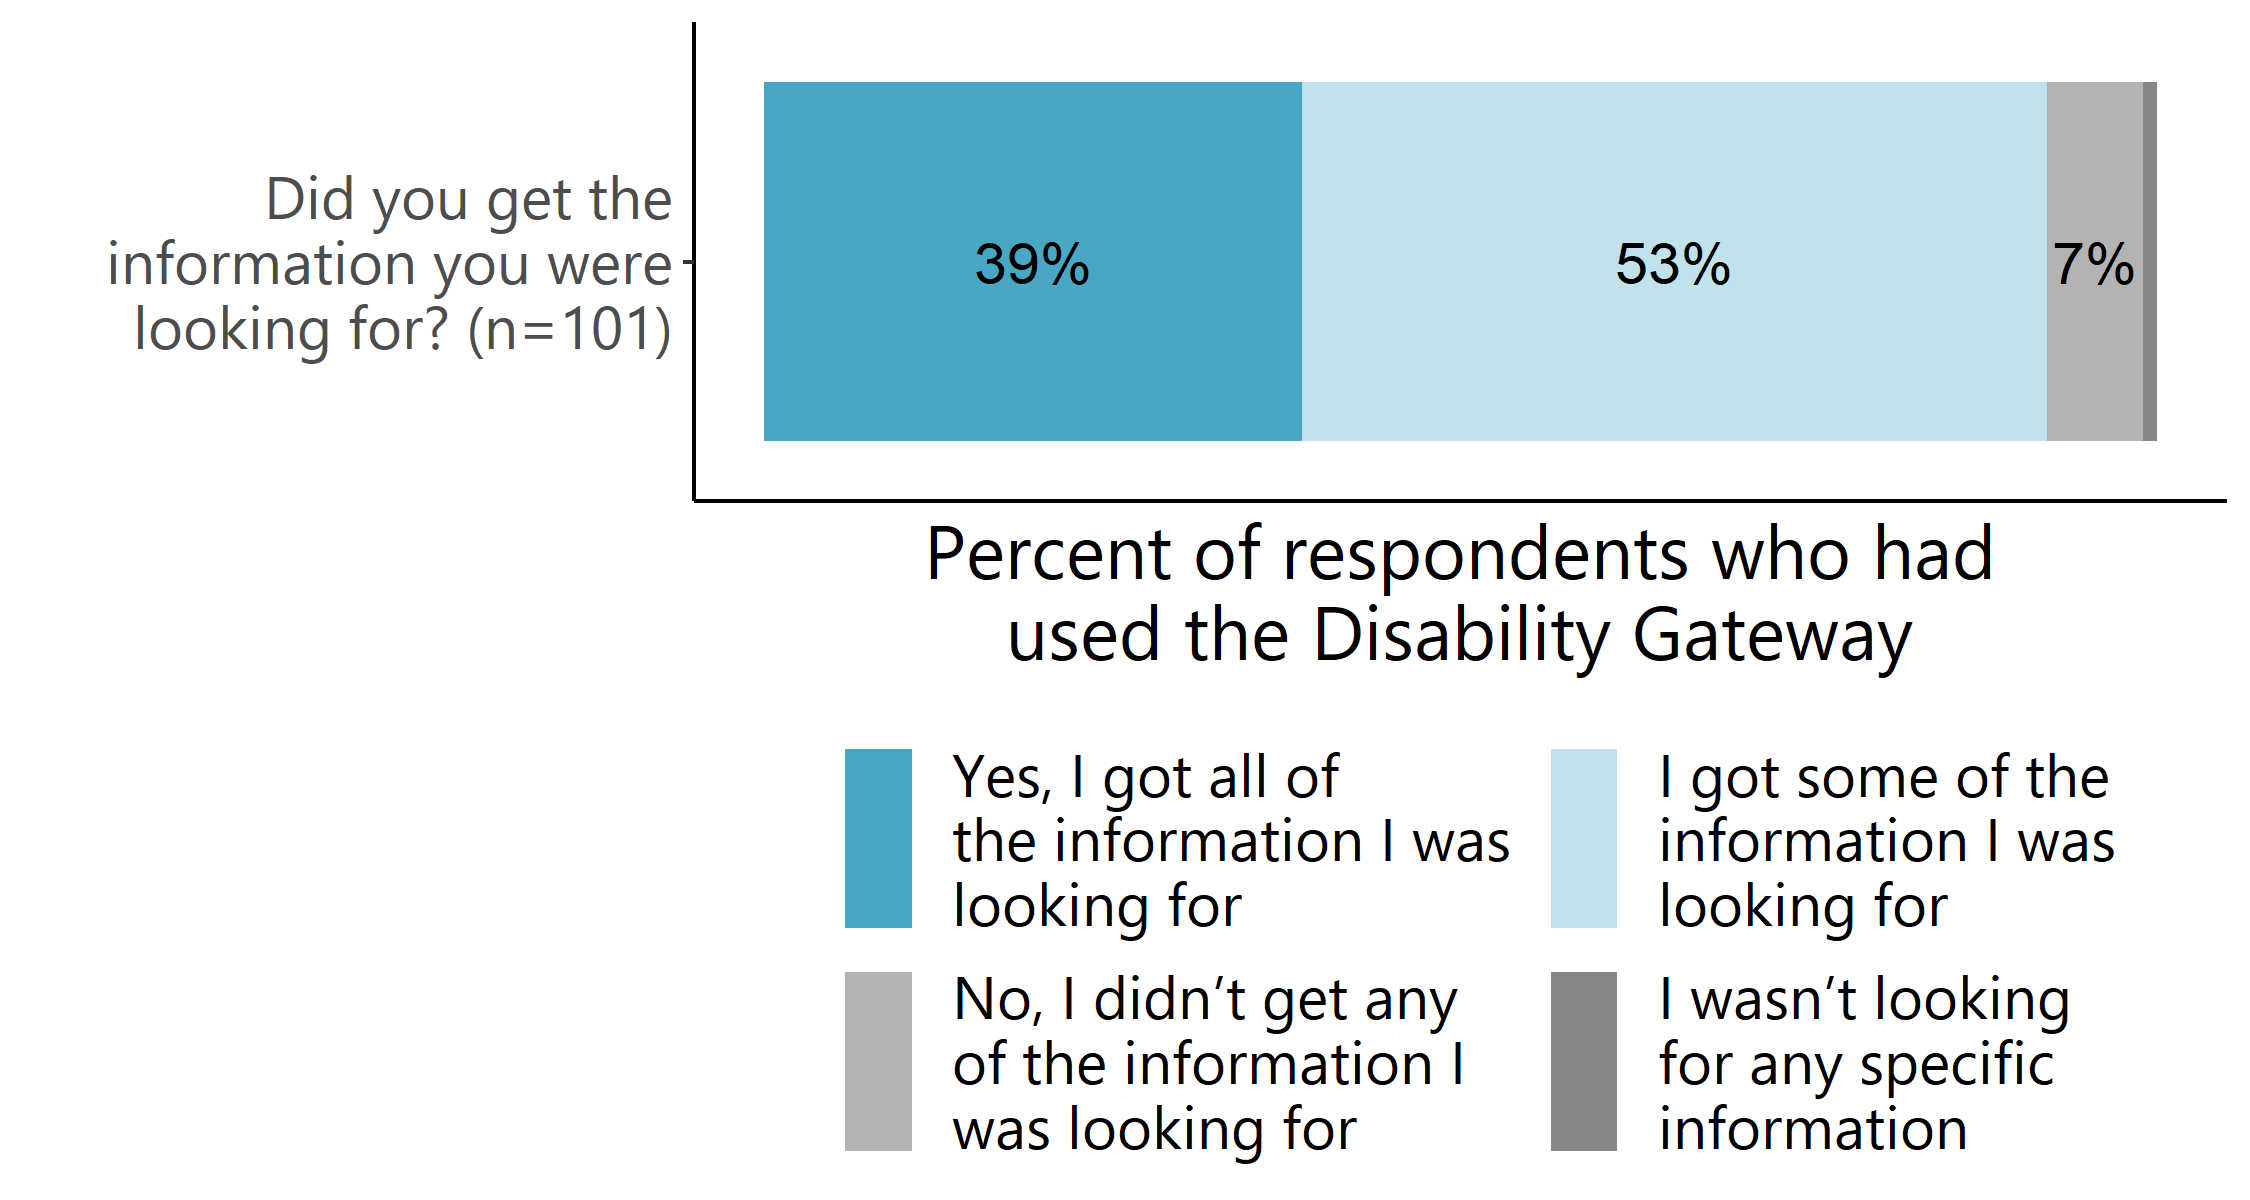 Did you get the
information you were
looking for? (n=101)
39%
53%
7%
Percent of respondents who had
used the Disability Gateway
Yes, I got all of
the information I was
looking for
I got some of the
information I was
looking for
No, I didn’t get any
of the information I
was looking for
I wasn’t looking
for any specific
information